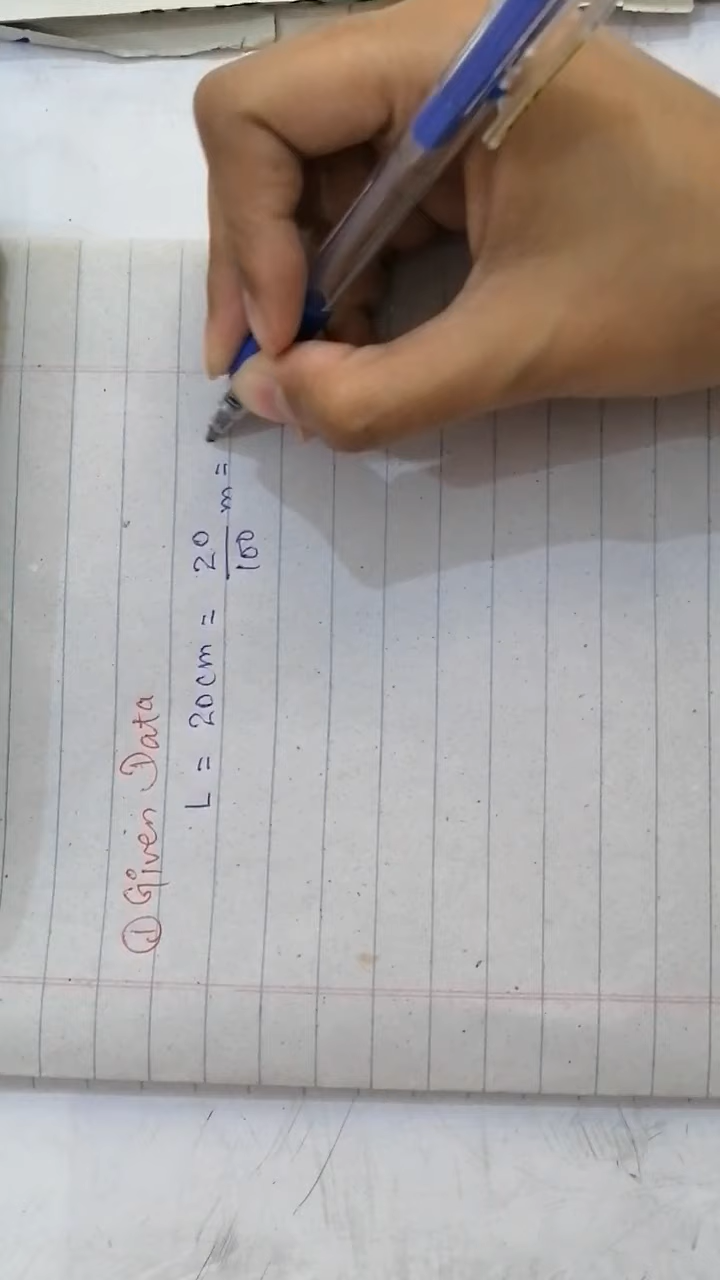 ① Given Data
L = 20cm = 20/100 m =